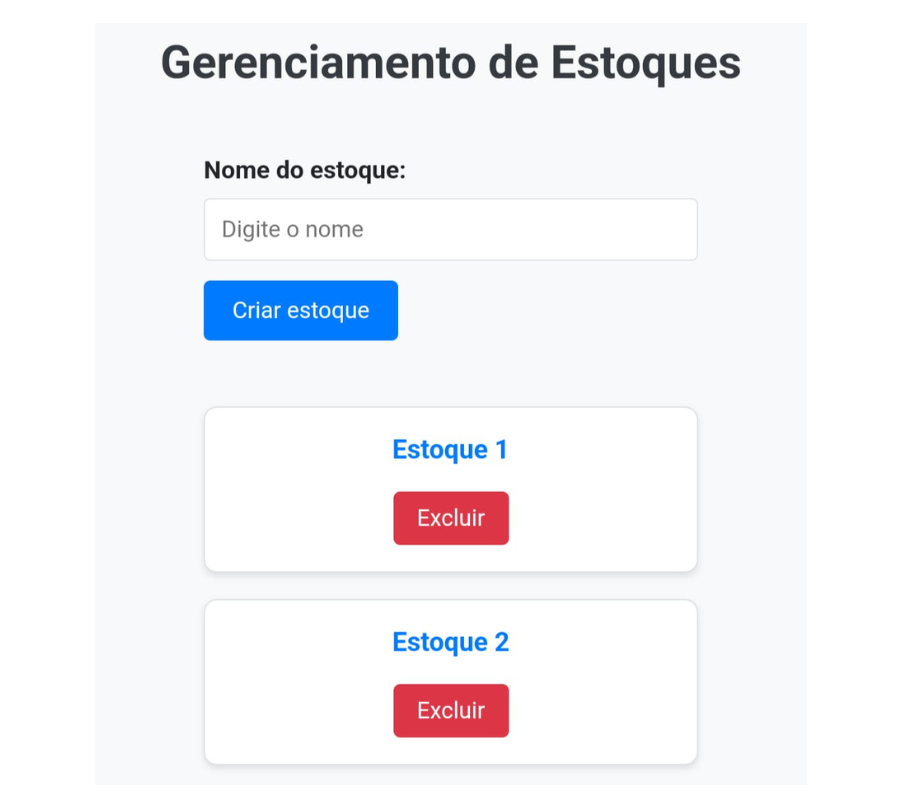 Gerenciamento de Estoques
Nome do estoque:
Digite o nome
Criar estoque
Estoque 1
Excluir
Estoque 2
Excluir